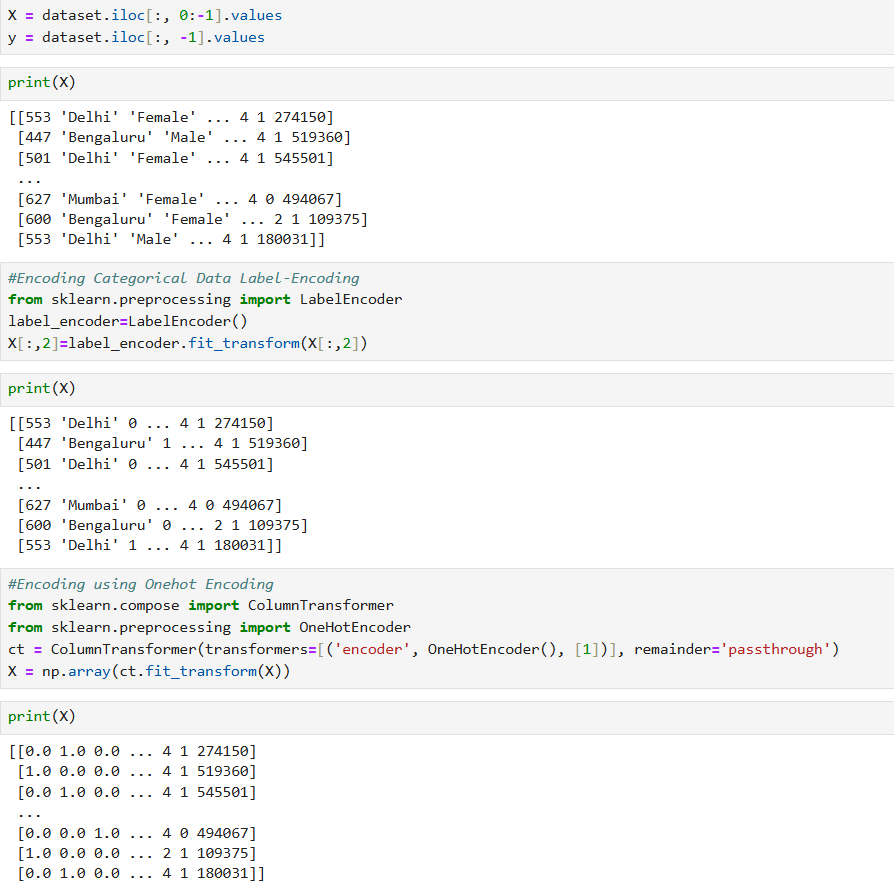 X = dataset.iloc[:, 0:-1].values
y = dataset.iloc[:, -1].values
print(X)
[[553 'Delhi' 'Female' ... 4 1 274150]
 [447 'Bengaluru' 'Male' ... 4 1 519360]
 [501 'Delhi' 'Female' ... 4 1 545501]
 ...
 [627 'Mumbai' 'Female' ... 4 0 494067]
 [600 'Bengaluru' 'Female' ... 2 1 109375]
 [553 'Delhi' 'Male' ... 4 1 180031]]
#Encoding Categorical Data Label-Encoding
from sklearn.preprocessing import LabelEncoder
label_encoder=LabelEncoder()
X[:,2]=label_encoder.fit_transform(X[:,2])
print(X)
[[553 'Delhi' 0 ... 4 1 274150]
 [447 'Bengaluru' 1 ... 4 1 519360]
 [501 'Delhi' 0 ... 4 1 545501]
 ...
 [627 'Mumbai' 0 ... 4 0 494067]
 [600 'Bengaluru' 0 ... 2 1 109375]
 [553 'Delhi' 1 ... 4 1 180031]]
#Encoding using Onehot Encoding
from sklearn.compose import ColumnTransformer
from sklearn.preprocessing import OneHotEncoder
ct = ColumnTransformer(transformers=[('encoder', OneHotEncoder(), [1])], remainder='passthrough')
X = np.array(ct.fit_transform(X))
print(X)
[[0.0 1.0 0.0 ... 4 1 274150]
 [1.0 0.0 0.0 ... 4 1 519360]
 [0.0 1.0 0.0 ... 4 1 545501]
 ...
 [0.0 0.0 1.0 ... 4 0 494067]
 [1.0 0.0 0.0 ... 2 1 109375]
 [0.0 1.0 0.0 ... 4 1 180031]]